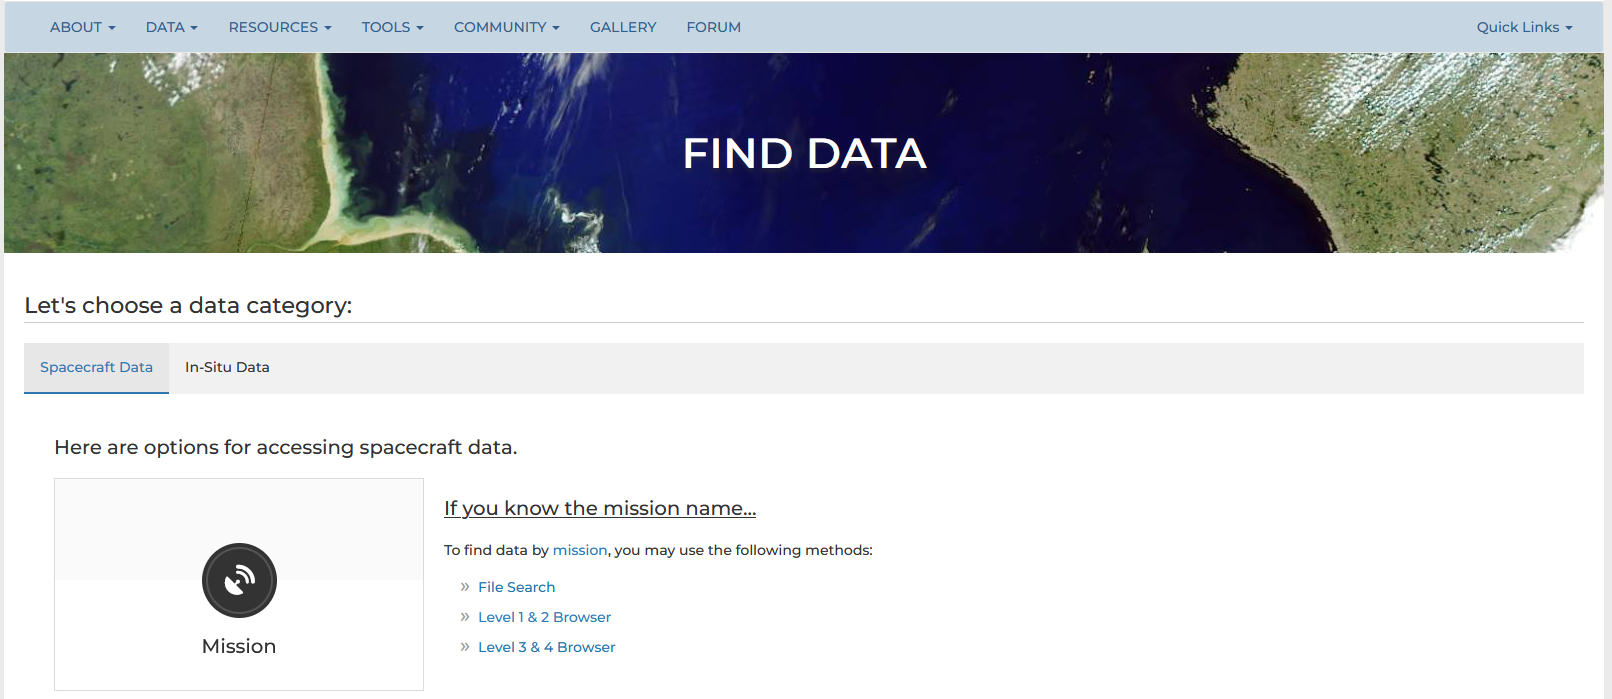 ABOUT DATA RESOURCES TOOLS COMMUNITY GALLERY FORUM Quick Links
FIND DATA
Let's choose a data category:
Spacecraft Data In-Situ Data
Here are options for accessing spacecraft data.
Mission
If you know the mission name...
To find data by mission, you may use the following methods:
» File Search
» Level 1 & 2 Browser
» Level 3 & 4 Browser